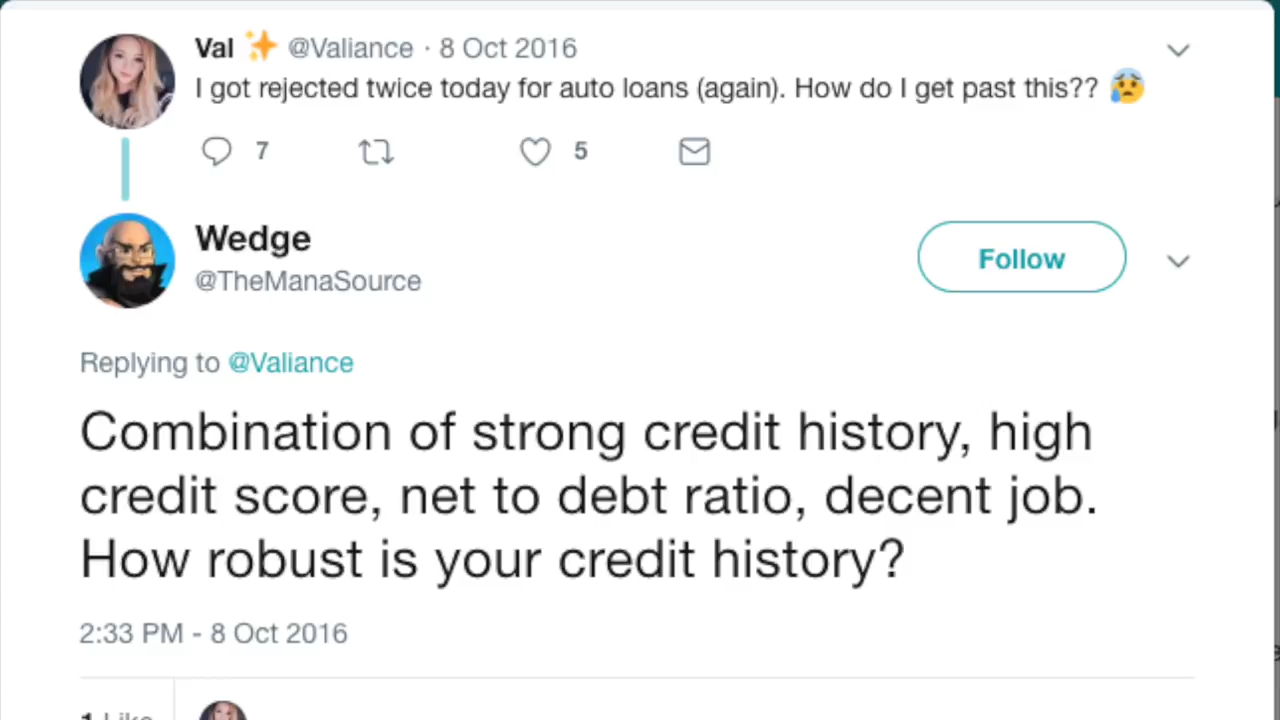 Val @Valiance · 8 Oct 2016
I got rejected twice today for auto loans (again). How do I get past this??
7 5
Wedge
@TheManaSource
Follow
Replying to @Valiance
Combination of strong credit history, high
credit score, net to debt ratio, decent job.
How robust is your credit history?
2:33 PM - 8 Oct 2016
1 Like